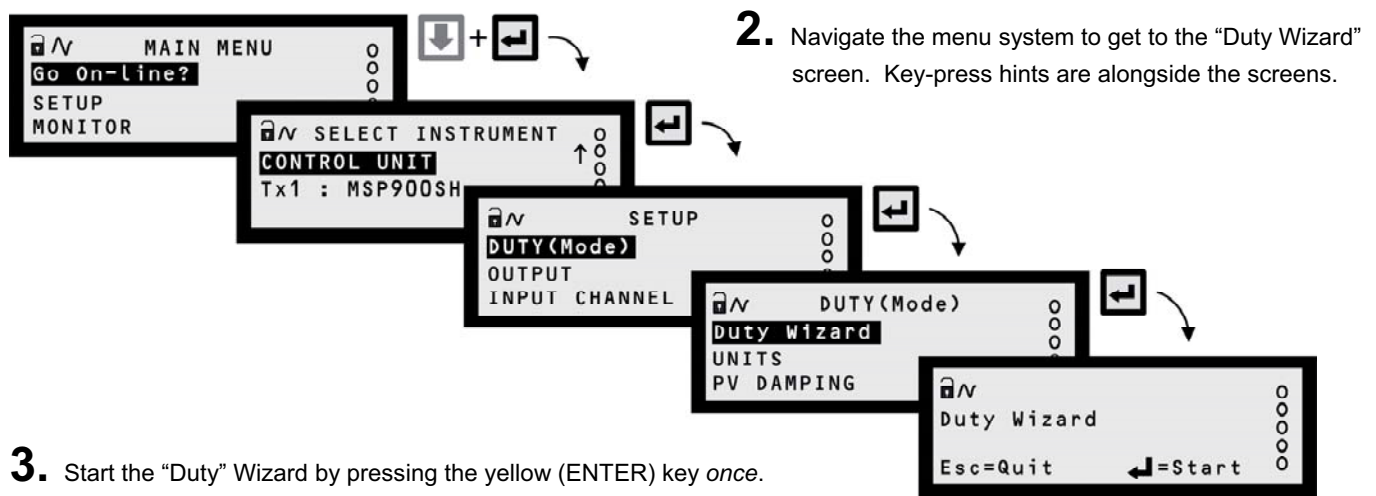 MAIN MENU
Go On-line?
SETUP
MONITOR
+
2. Navigate the menu system to get to the “Duty Wizard”
screen. Key-press hints are alongside the screens.
SELECT INSTRUMENT
CONTROL UNIT
Tx1 : MSP900SH
SETUP
DUTY(Mode)
OUTPUT
INPUT CHANNEL
DUTY(Mode)
Duty Wizard
UNITS
PV DAMPING
Duty Wizard
Esc=Quit ↵=Start
3. Start the “Duty” Wizard by pressing the yellow (ENTER) key once.